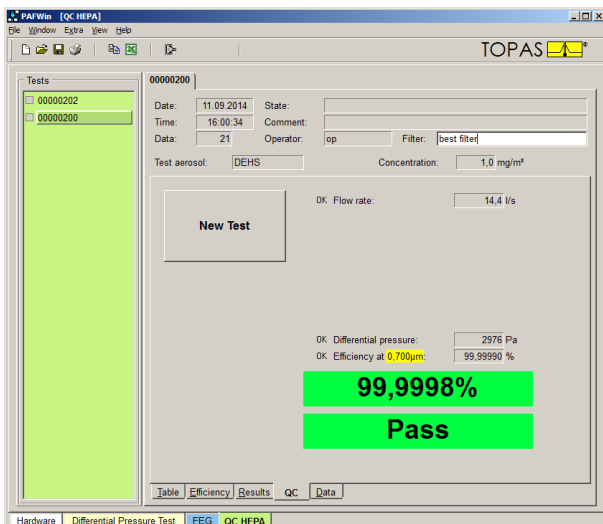 PAFWin [QC HEPA]
File Window Extra View Help
TOPAS
Tests
00000202
00000200
00000200
Date: 11.09.2014 State:
Time: 16:00:34 Comment:
Data: 21 Operator: op Filter: best filter
Test aerosol: DEHS Concentration: 1,0 mg/m³
New Test
OK Flow rate: 14,4 l/s
OK Differential pressure: 2976 Pa
OK Efficiency at 0,700µm: 99,99990 %
99,9998%
Pass
Table Efficiency Results QC Data
Hardware Differential Pressure Test FEG QC HEPA